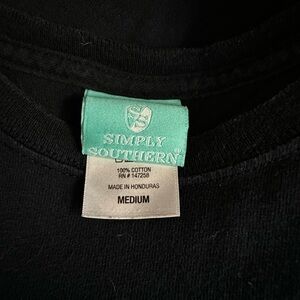 SIMPLY
SOUTHERN
100% COTTON
RN # 147258
MADE IN HONDURAS
MEDIUM